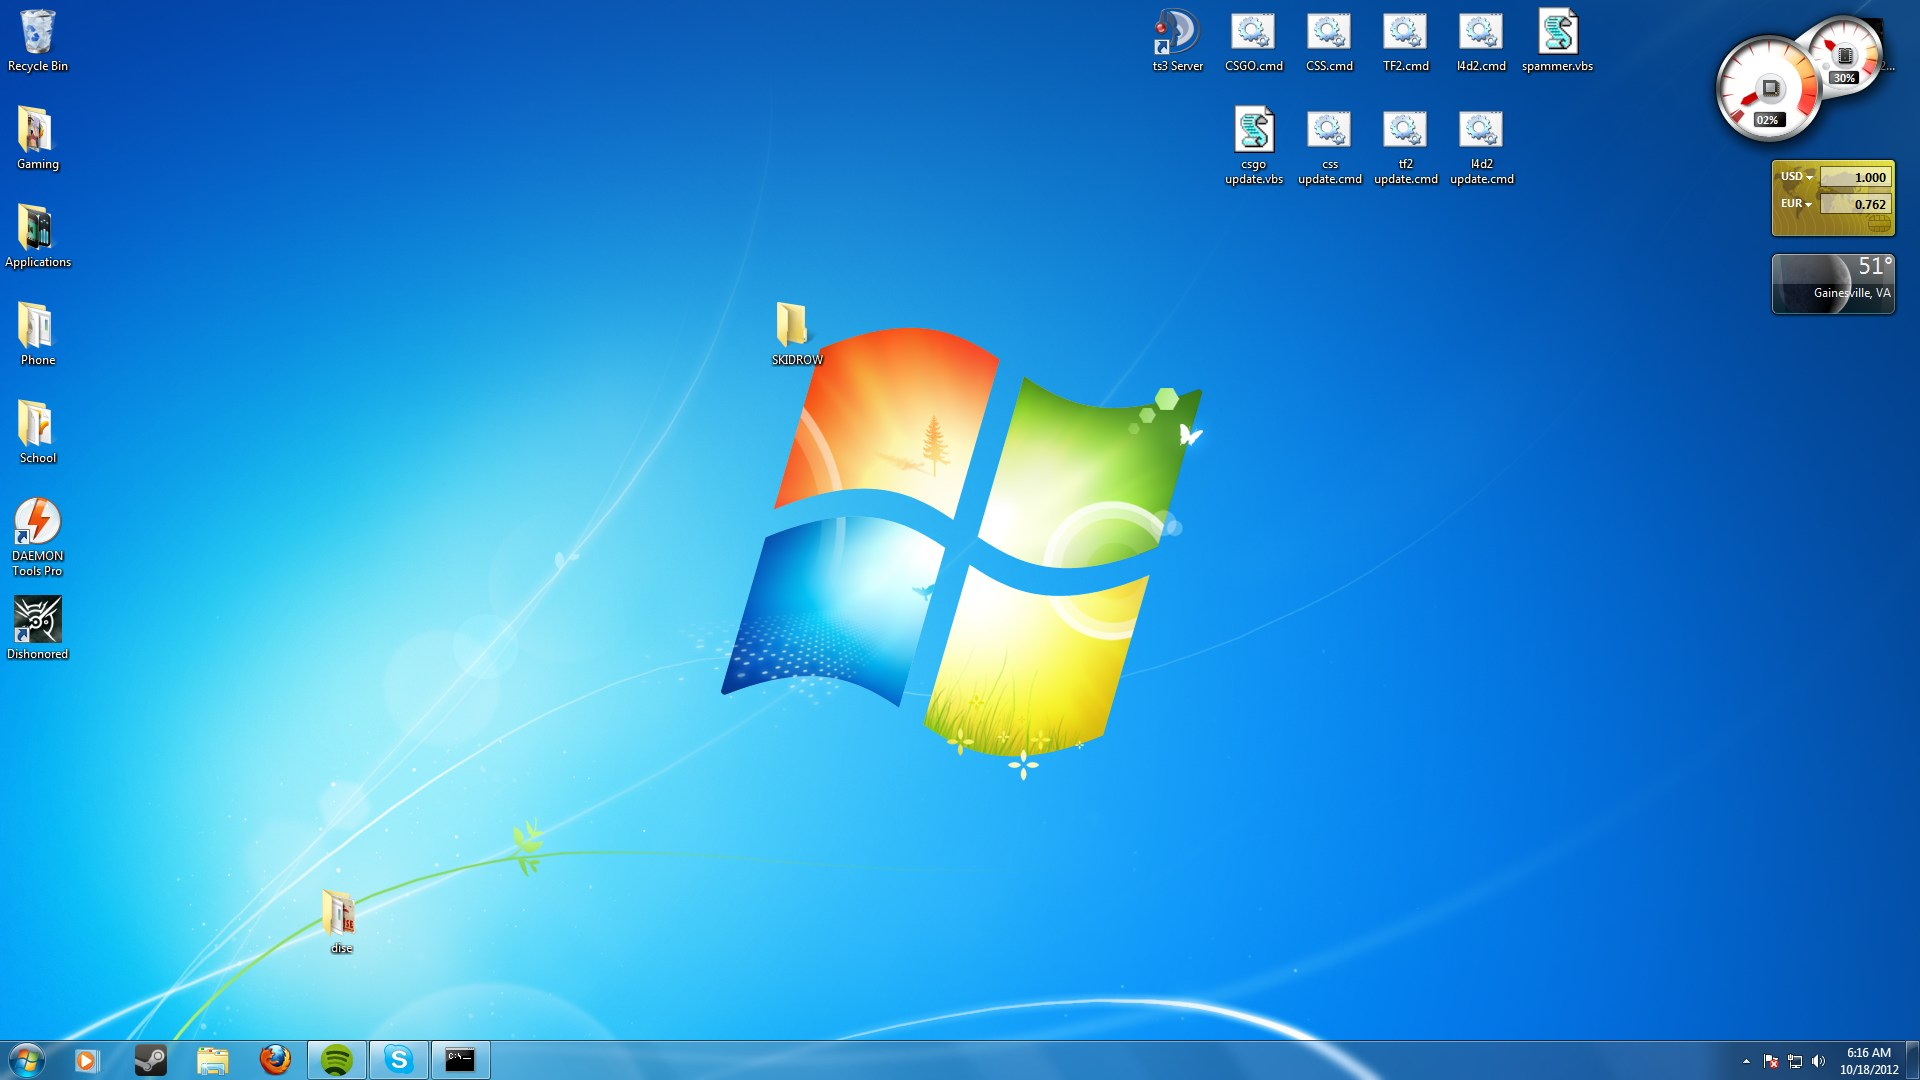 Recycle Bin
Gaming
Applications
Phone
School
DAEMON
Tools Pro
Dishonored
SKIDROW
dise
ts3 Server
CSGO.cmd
CSS.cmd
TF2.cmd
l4d2.cmd
spammer.vbs
csgo
update.vbs
css
update.cmd
tf2
update.cmd
l4d2
update.cmd
30%
02%
USD 1.000
EUR 0.762
51°
Gainesville, VA
C:\
6:16 AM
10/18/2012